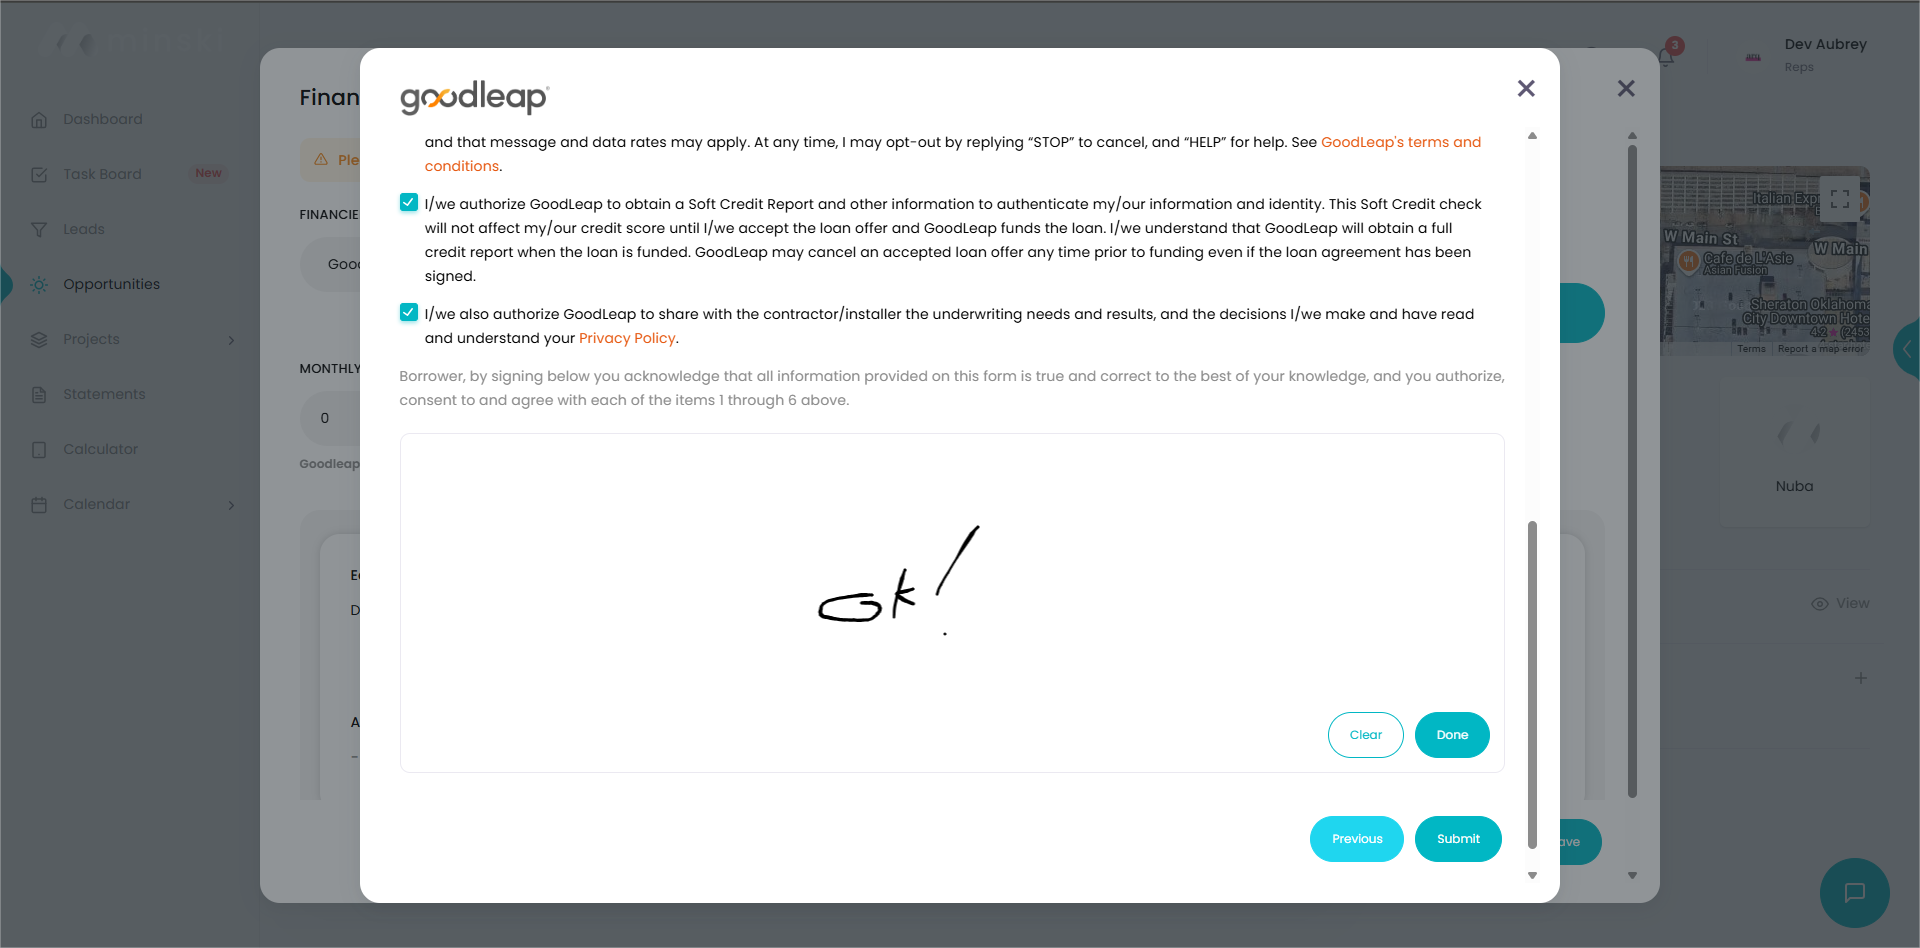 Dev Aubrey
Reps
3
Dashboard
Task Board
New
Leads
Opportunities
Projects
Statements
Calculator
Calendar
Finan
Ple
FINANCIE
Good
MONTHLY
0
Goodleap
D
A
-
goodleap
and that message and data rates may apply. At any time, I may opt-out by replying “STOP” to cancel, and “HELP” for help. See GoodLeap's terms and
conditions.
I/we authorize GoodLeap to obtain a Soft Credit Report and other information to authenticate my/our information and identity. This Soft Credit check
will not affect my/our credit score until I/we accept the loan offer and GoodLeap funds the loan. I/we understand that GoodLeap will obtain a full
credit report when the loan is funded. GoodLeap may cancel an accepted loan offer any time prior to funding even if the loan agreement has been
signed.
I/we also authorize GoodLeap to share with the contractor/installer the underwriting needs and results, and the decisions I/we make and have read
and understand your Privacy Policy.
Borrower, by signing below you acknowledge that all information provided on this form is true and correct to the best of your knowledge, and you authorize,
consent to and agree with each of the items 1 through 6 above.
ok!
Clear
Done
Previous
Submit
ave
Italian Exp
W Main St
W Main
Cafe de L'Asie
Asian Fusion
Sheraton Oklahoma
City Downtown Hote
4.2 ★ (2453
Terms
Report a map error
Nuba
View